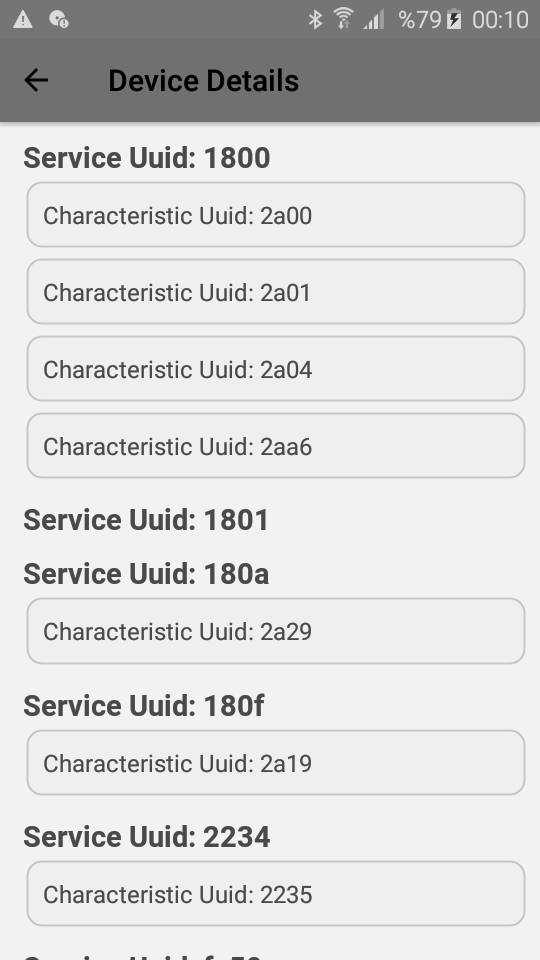 %79 00:10
Device Details
Service Uuid: 1800
Characteristic Uuid: 2a00
Characteristic Uuid: 2a01
Characteristic Uuid: 2a04
Characteristic Uuid: 2aa6
Service Uuid: 1801
Service Uuid: 180a
Characteristic Uuid: 2a29
Service Uuid: 180f
Characteristic Uuid: 2a19
Service Uuid: 2234
Characteristic Uuid: 2235